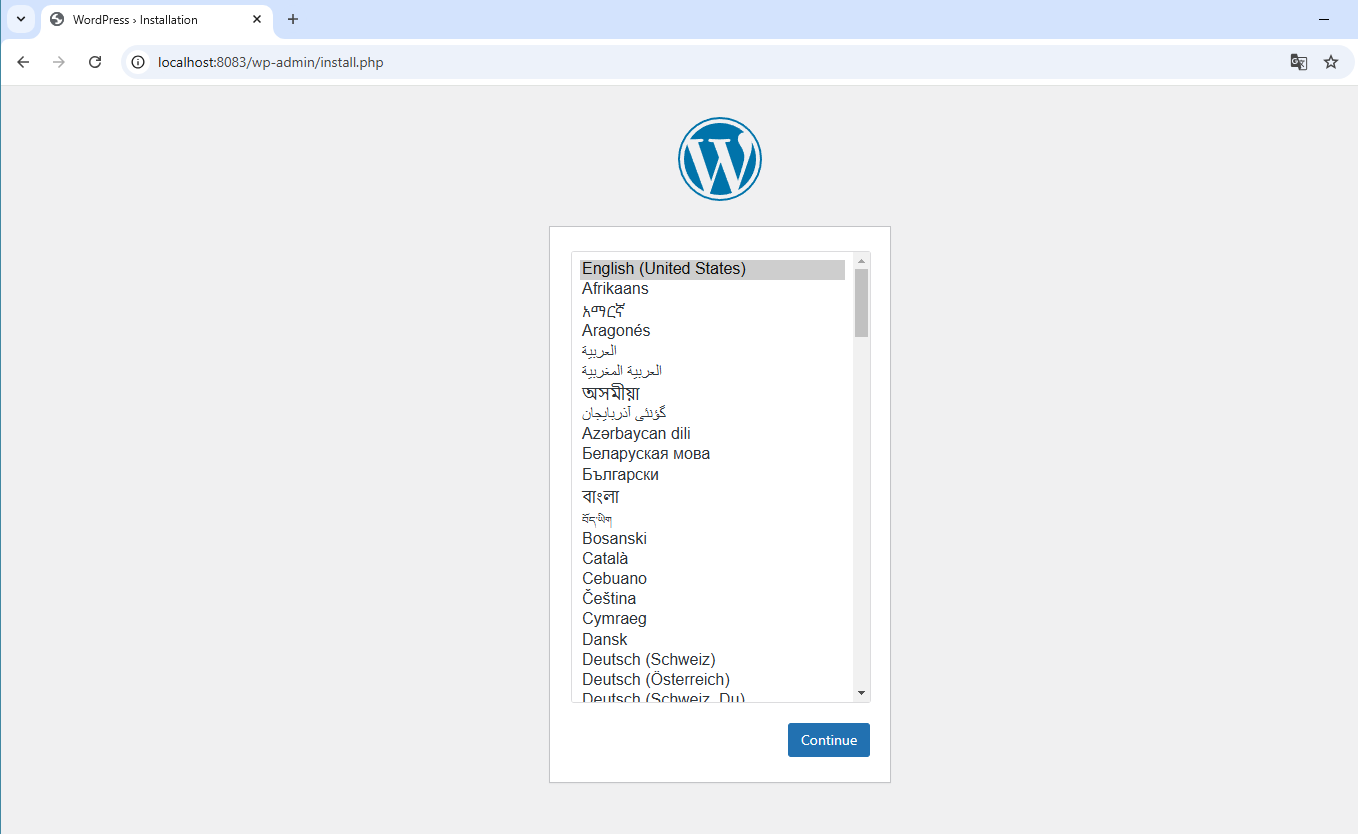 WordPress › Installation
localhost:8083/wp-admin/install.php
English (United States)
Afrikaans
አማርኛ
Aragonés
العربية
العربية المغربية
অসমীয়া
گؤنئی آذربایجان
Azərbaycan dili
Беларуская мова
Български
বাংলা
བོད་ཡིག
Bosanski
Català
Cebuano
Čeština
Cymraeg
Dansk
Deutsch (Schweiz)
Deutsch (Österreich)
Deutsch (Schweiz, Du)
Continue